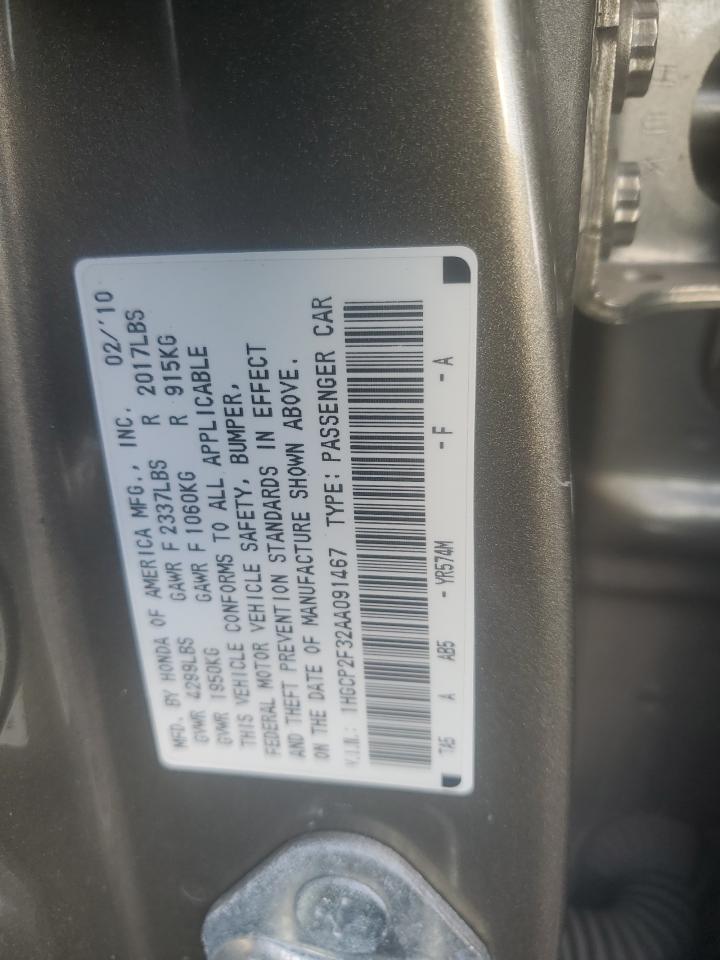 MFD. BY HONDA OF AMERICA MFG., INC. 02/'10
GVWR 4299LBS GAWR F 2337LBS R 2017LBS
GVWR 1950KG GAWR F 1060KG R 915KG
THIS VEHICLE CONFORMS TO ALL APPLICABLE
FEDERAL MOTOR VEHICLE SAFETY, BUMPER,
AND THEFT PREVENTION STANDARDS IN EFFECT
ON THE DATE OF MANUFACTURE SHOWN ABOVE.
V.I.N.: 1HGCP2F32AA091467 TYPE: PASSENGER CAR
TA5 A AB5 - YR574M - F - A